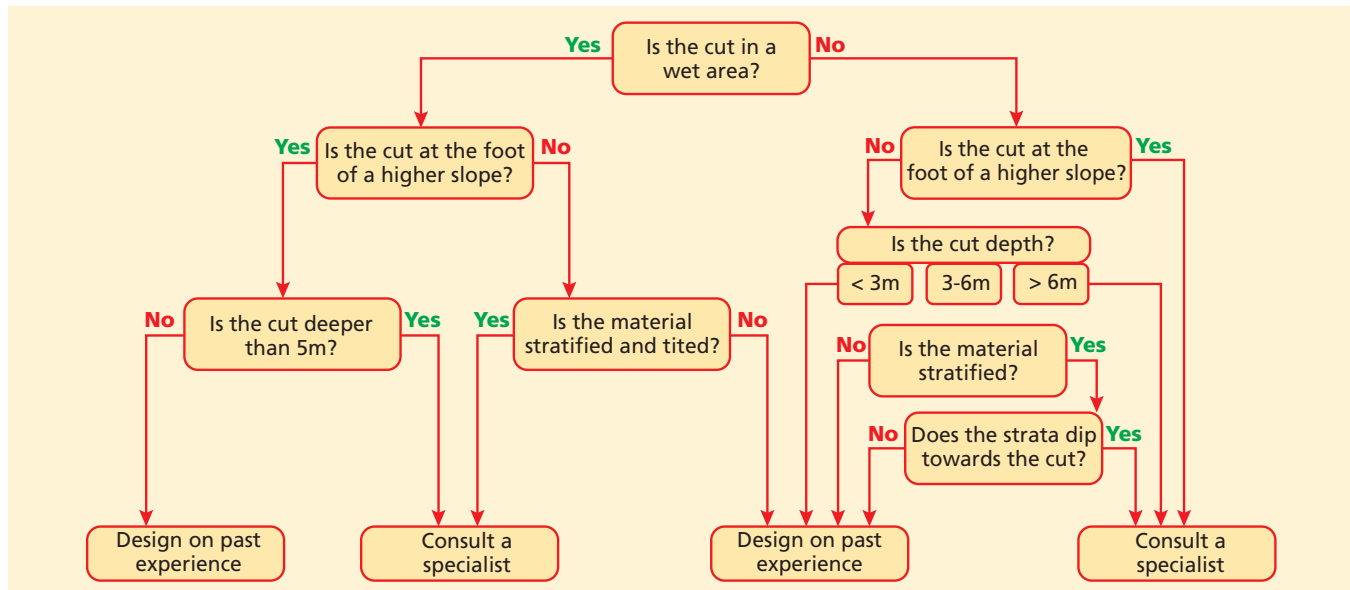 Yes
Is the cut in a
wet area?
No
Yes
Is the cut at the foot
of a higher slope?
No
No
Is the cut at the
foot of a higher slope?
Yes
Is the cut depth?
< 3m
3-6m
> 6m
No
Is the cut deeper
than 5m?
Yes
Yes
Is the material
stratified and tited?
No
No
Is the material
stratified?
Yes
No
Does the strata dip
towards the cut?
Yes
Design on past
experience
Consult a
specialist
Design on past
experience
Consult a
specialist